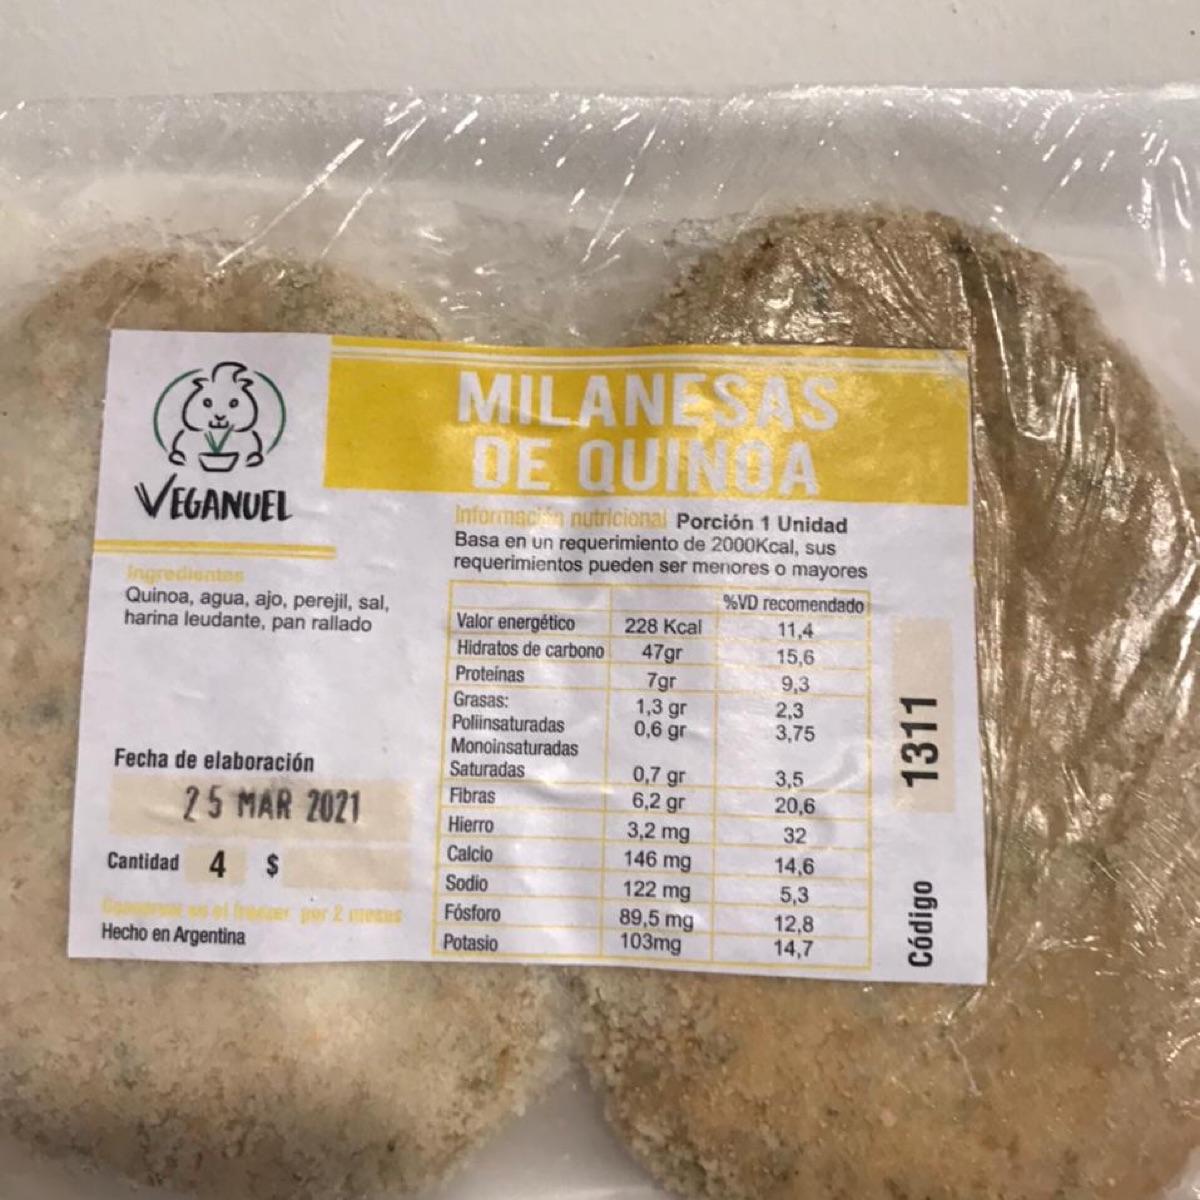 VEGANUEL
MILANESAS
DE QUINOA
Ingredientes
Quinoa, agua, ajo, perejil, sal,
harina leudante, pan rallado
Fecha de elaboración
25 MAR 2021
Cantidad 4 $
en el freezer por 2 meses
Hecho en Argentina
Información nutricional Porción 1 Unidad
Basa en un requerimiento de 2000Kcal, sus
requerimientos pueden ser menores o mayores
%VD recomendado
Valor energético 228 Kcal 11,4
Hidratos de carbono 47gr 15,6
Proteínas 7gr 9,3
Grasas: 1,3 gr 2,3
Poliinsaturadas 0,6 gr 3,75
Monoinsaturadas
Saturadas 0,7 gr 3,5
Fibras 6,2 gr 20,6
Hierro 3,2 mg 32
Calcio 146 mg 14,6
Sodio 122 mg 5,3
Fósforo 89,5 mg 12,8
Potasio 103mg 14,7
Código 1311